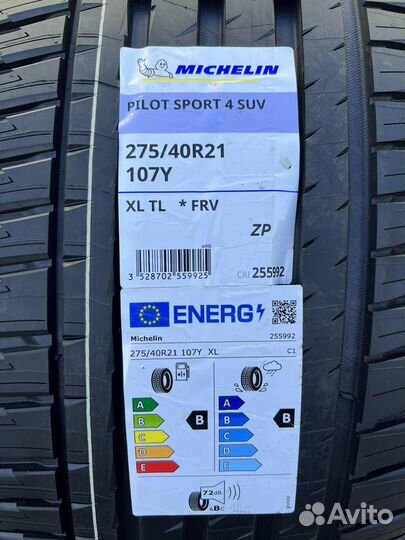 MICHELIN
PILOT SPORT 4 SUV
275/40R21
107Y
XL TL * FRV
ZP
3 528702 559925
CAI 255992
ENERG
Michelin 255992
275/40R21 107Y XL C1
A
B
C
D
E
B
A
B
C
D
E
B
72dB
ABC
Avito